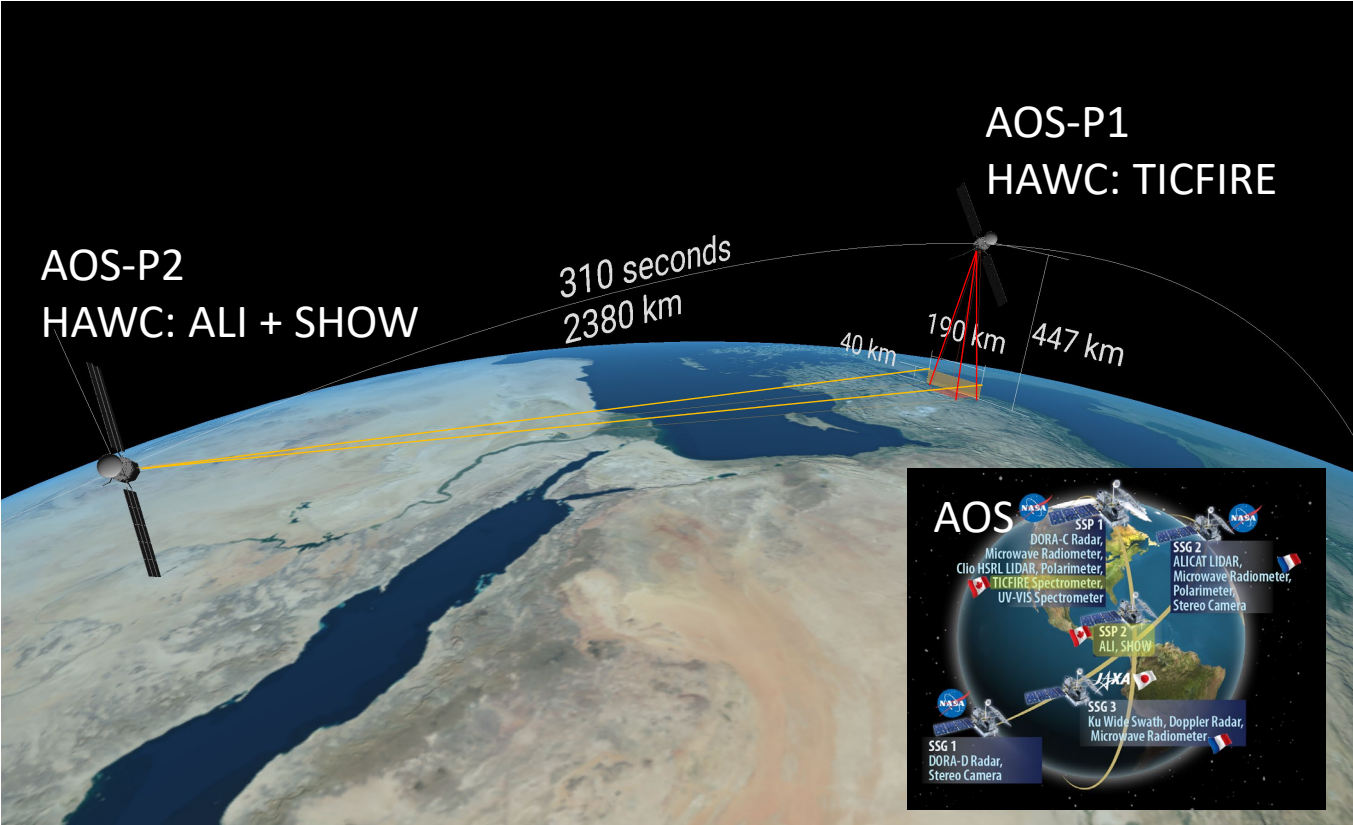 AOS-P1
HAWC: TICFIRE
AOS-P2
HAWC: ALI + SHOW
310 seconds
2380 km
40 km
190 km
447 km
AOS
NASA
SSP 1
DORA-C Radar,
Microwave Radiometer,
Clio HSRL LIDAR, Polarimeter,
TICFIRE Spectrometer,
UV-VIS Spectrometer
NASA
SSG 2
ALICAT LIDAR,
Microwave Radiometer,
Polarimeter,
Stereo Camera
SSP 2
ALI, SHOW
JAXA
SSG 3
Ku Wide Swath, Doppler Radar,
Microwave Radiometer
NASA
SSG 1
DORA-D Radar,
Stereo Camera